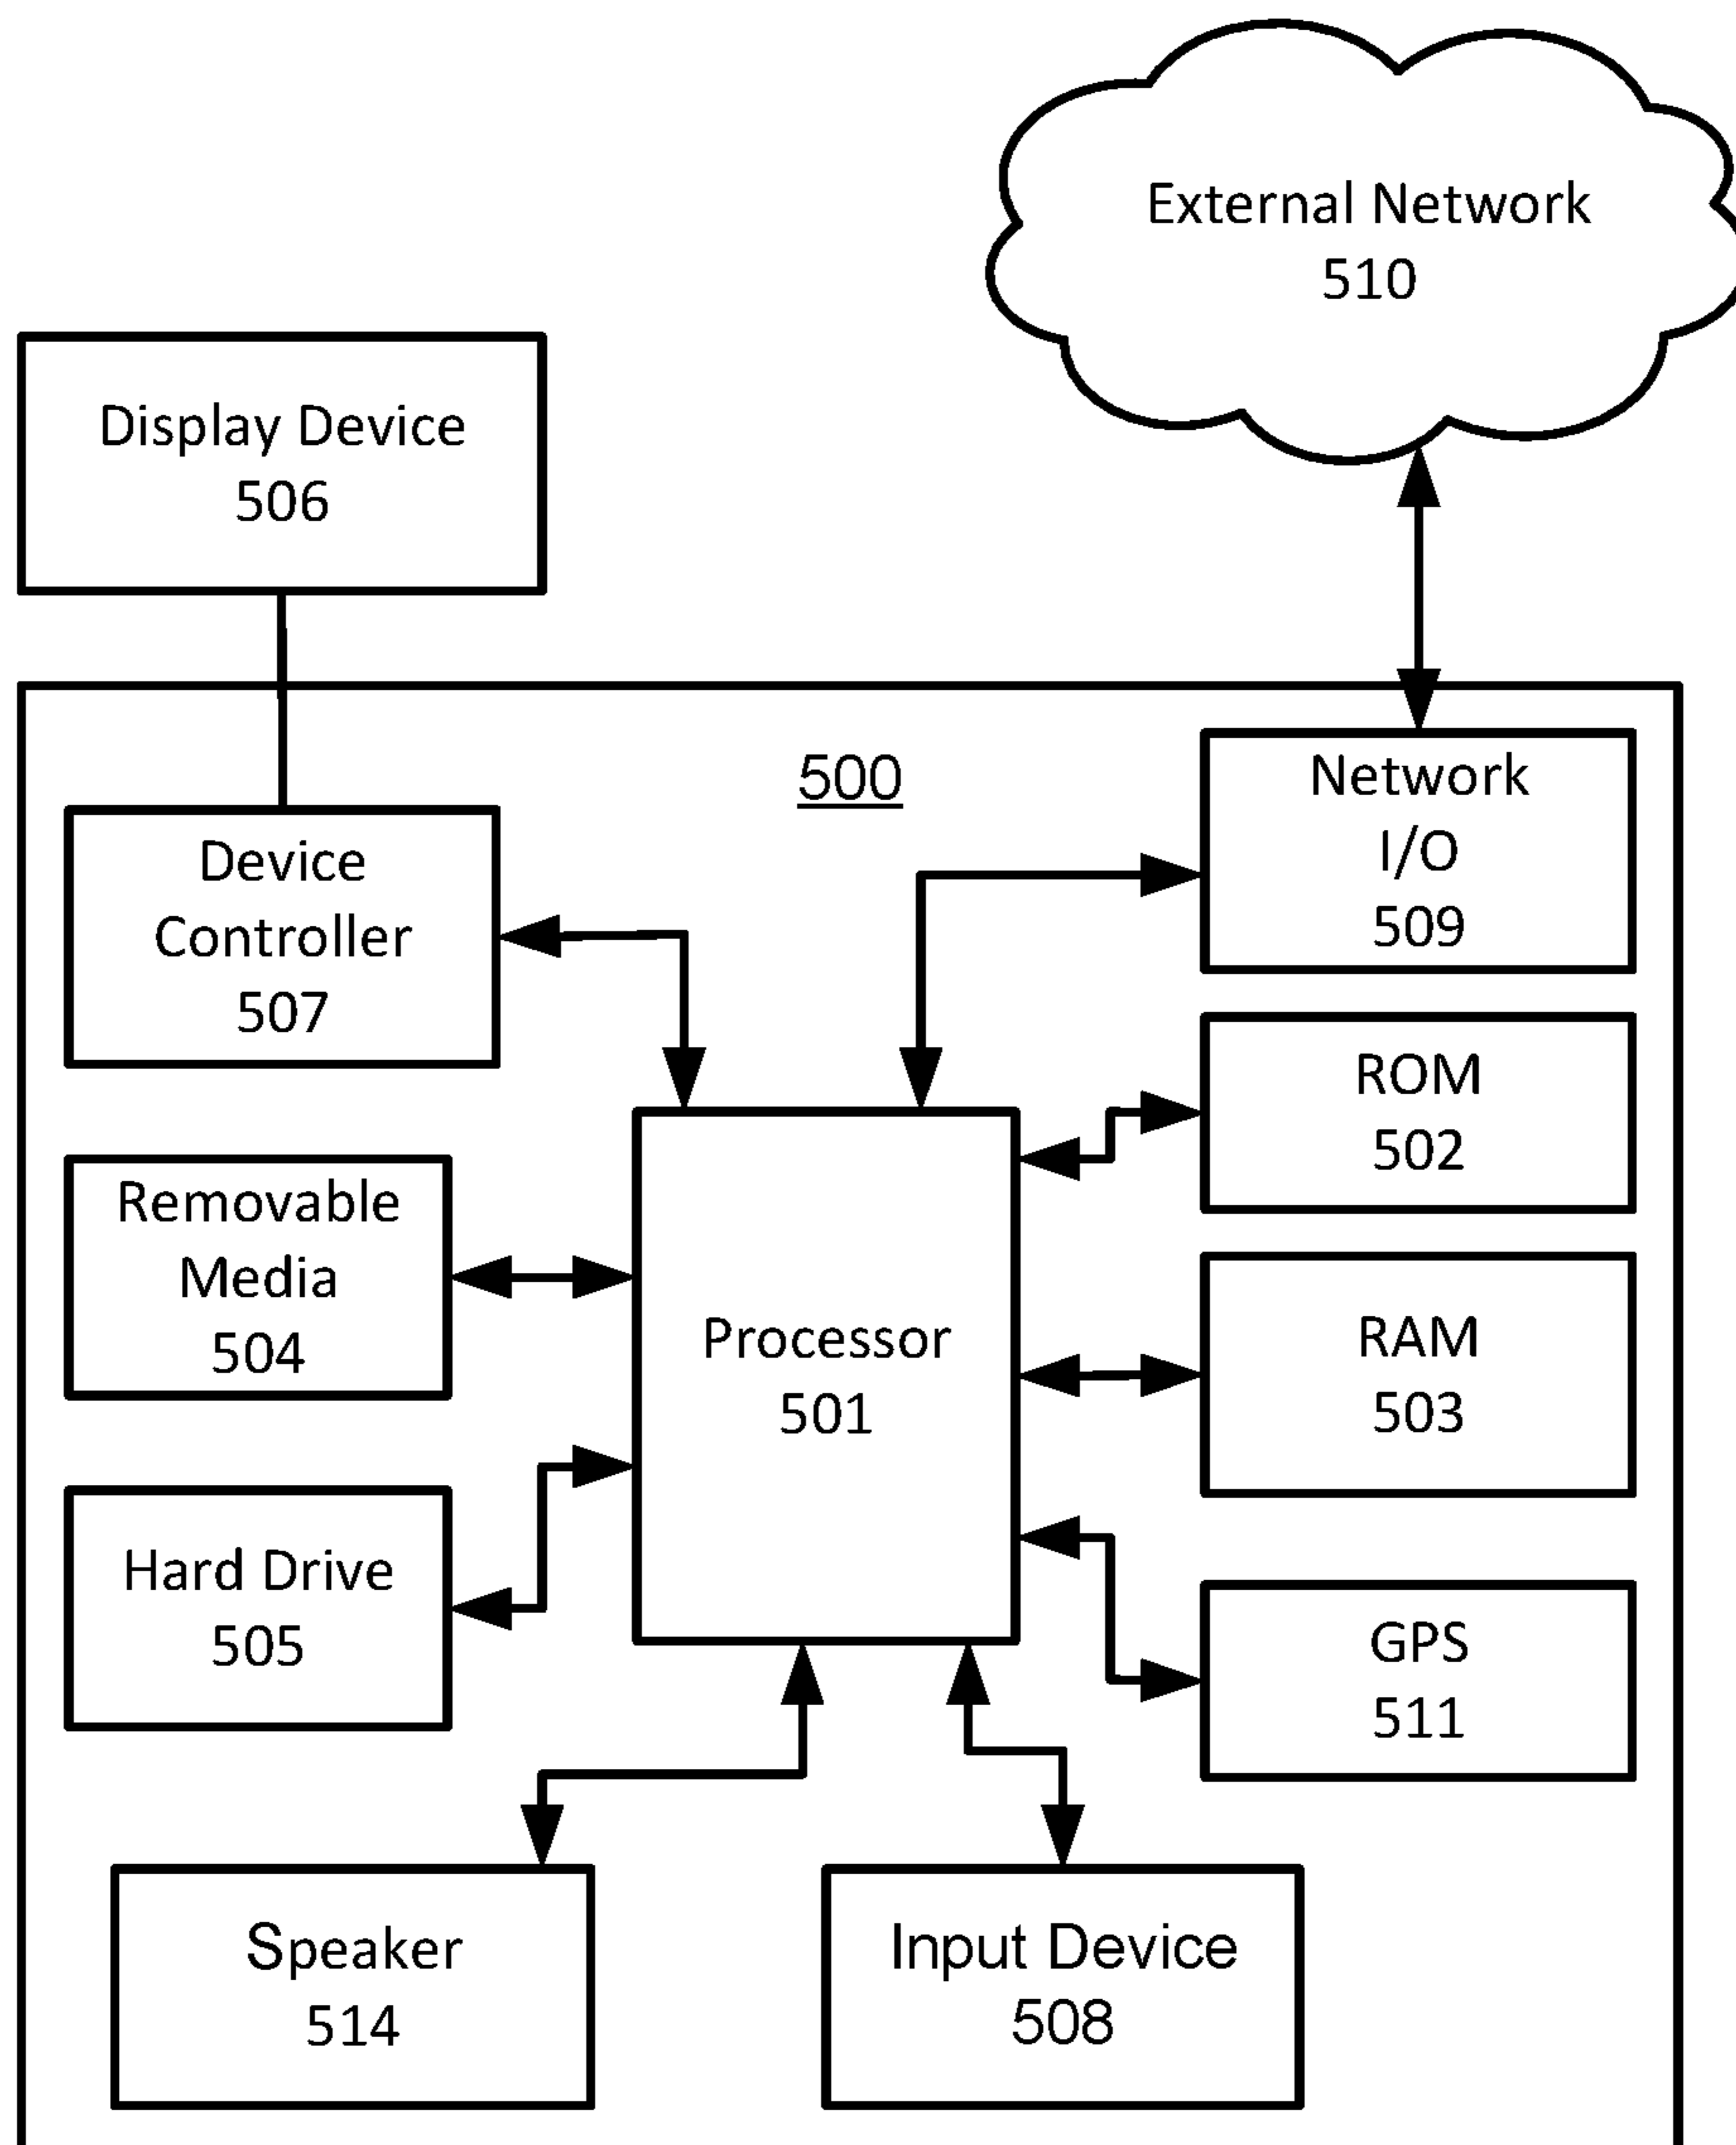 External Network
510
Display Device
506
500
Network
I/O
509
Device
Controller
507
ROM
502
Removable
Media
504
Processor
501
RAM
503
Hard Drive
505
GPS
511
Speaker
514
Input Device
508